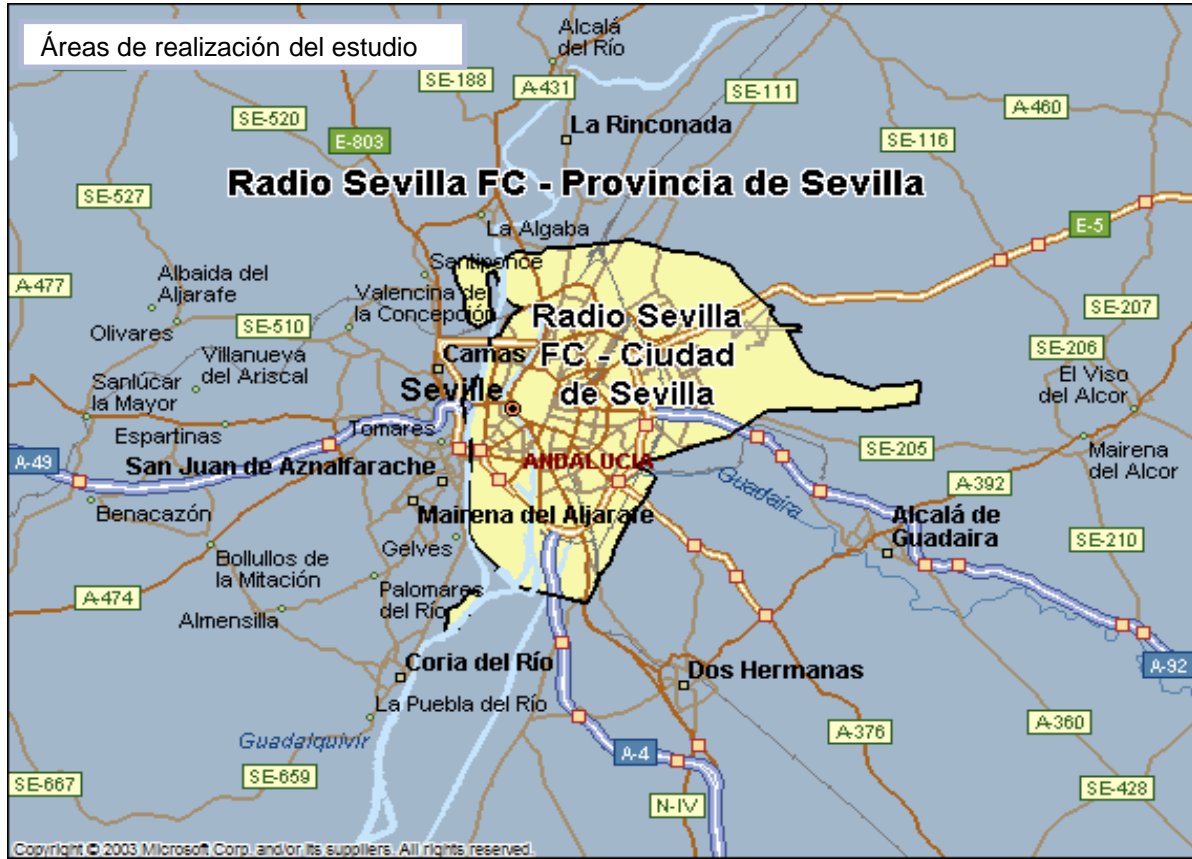 Áreas de realización del estudio
Alcalá
del Río
SE-188
A-431
SE-111
A-460
SE-520
E-803
La Rinconada
SE-116
Radio Sevilla FC - Provincia de Sevilla
SE-527
La Algaba
E-5
Santiponce
A-477
Albaida del
Aljarafe
Valencina de
la Concepción
SE-207
Olivares
SE-510
Radio Sevilla
FC - Ciudad
de Sevilla
Villanueva
del Ariscal
Camas
SE-206
Sanlúcar
la Mayor
Seville
El Viso
del Alcor
Espartinas
Tomares
SE-205
Mairena
del Alcor
A-49
San Juan de Aznalfarache
ANDALUCIA
Guadaira
A-392
Benacazón
Mairena del Aljarafe
Alcalá de
Guadaira
Gelves
SE-210
Bollullos de
la Mitación
A-474
Palomares
del Río
Almensilla
Coria del Río
Dos Hermanas
A-92
La Puebla del Río
Guadalquivir
A-376
A-360
A-4
SE-667
SE-659
SE-428
N-IV
Copyright © 2003 Microsoft Corp. and/or its suppliers. All rights reserved.